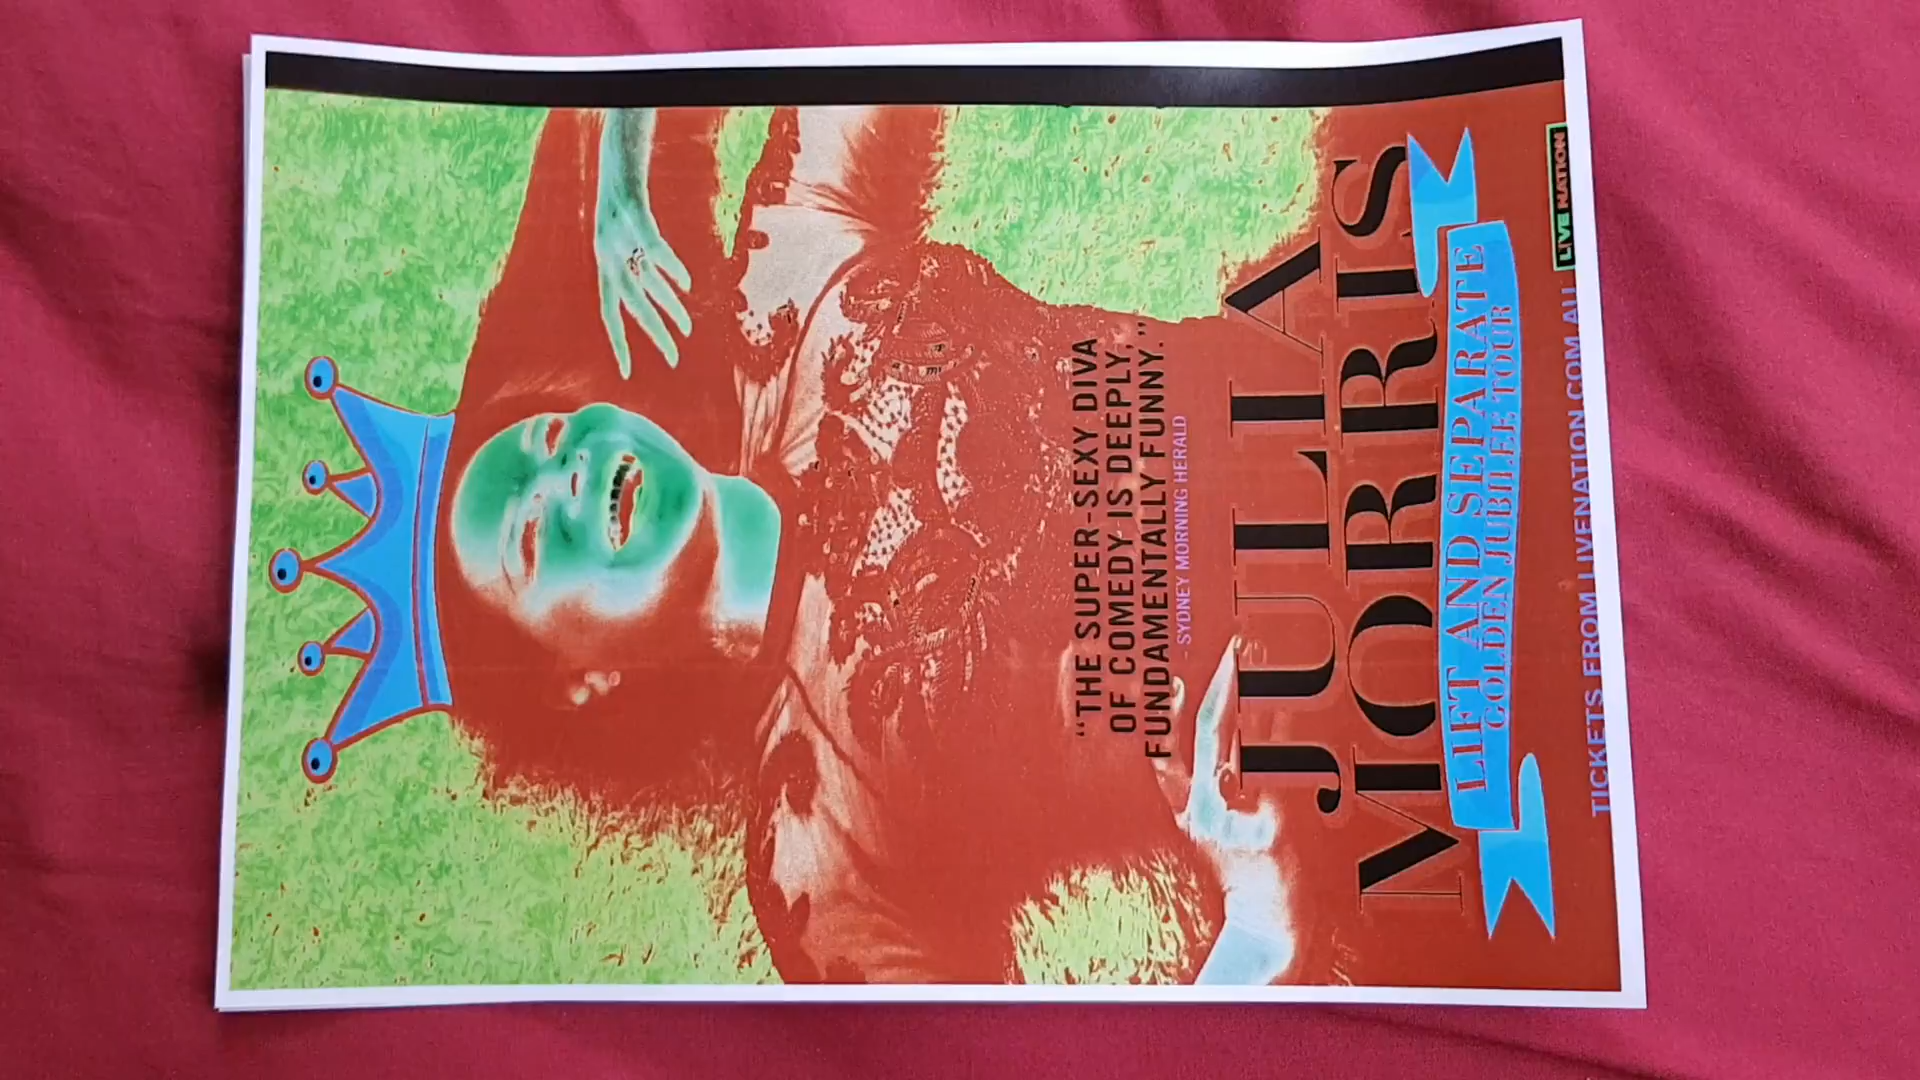 “THE SUPER-SEXY DIVA
OF COMEDY IS DEEPLY,
FUNDAMENTALLY FUNNY.”
- SYDNEY MORNING HERALD
JULIA
MORRIS
LIFT AND SEPARATE
GOLDEN JUBILEE TOUR
TICKETS FROM LIVENATION.COM.AU
LIVE NATION